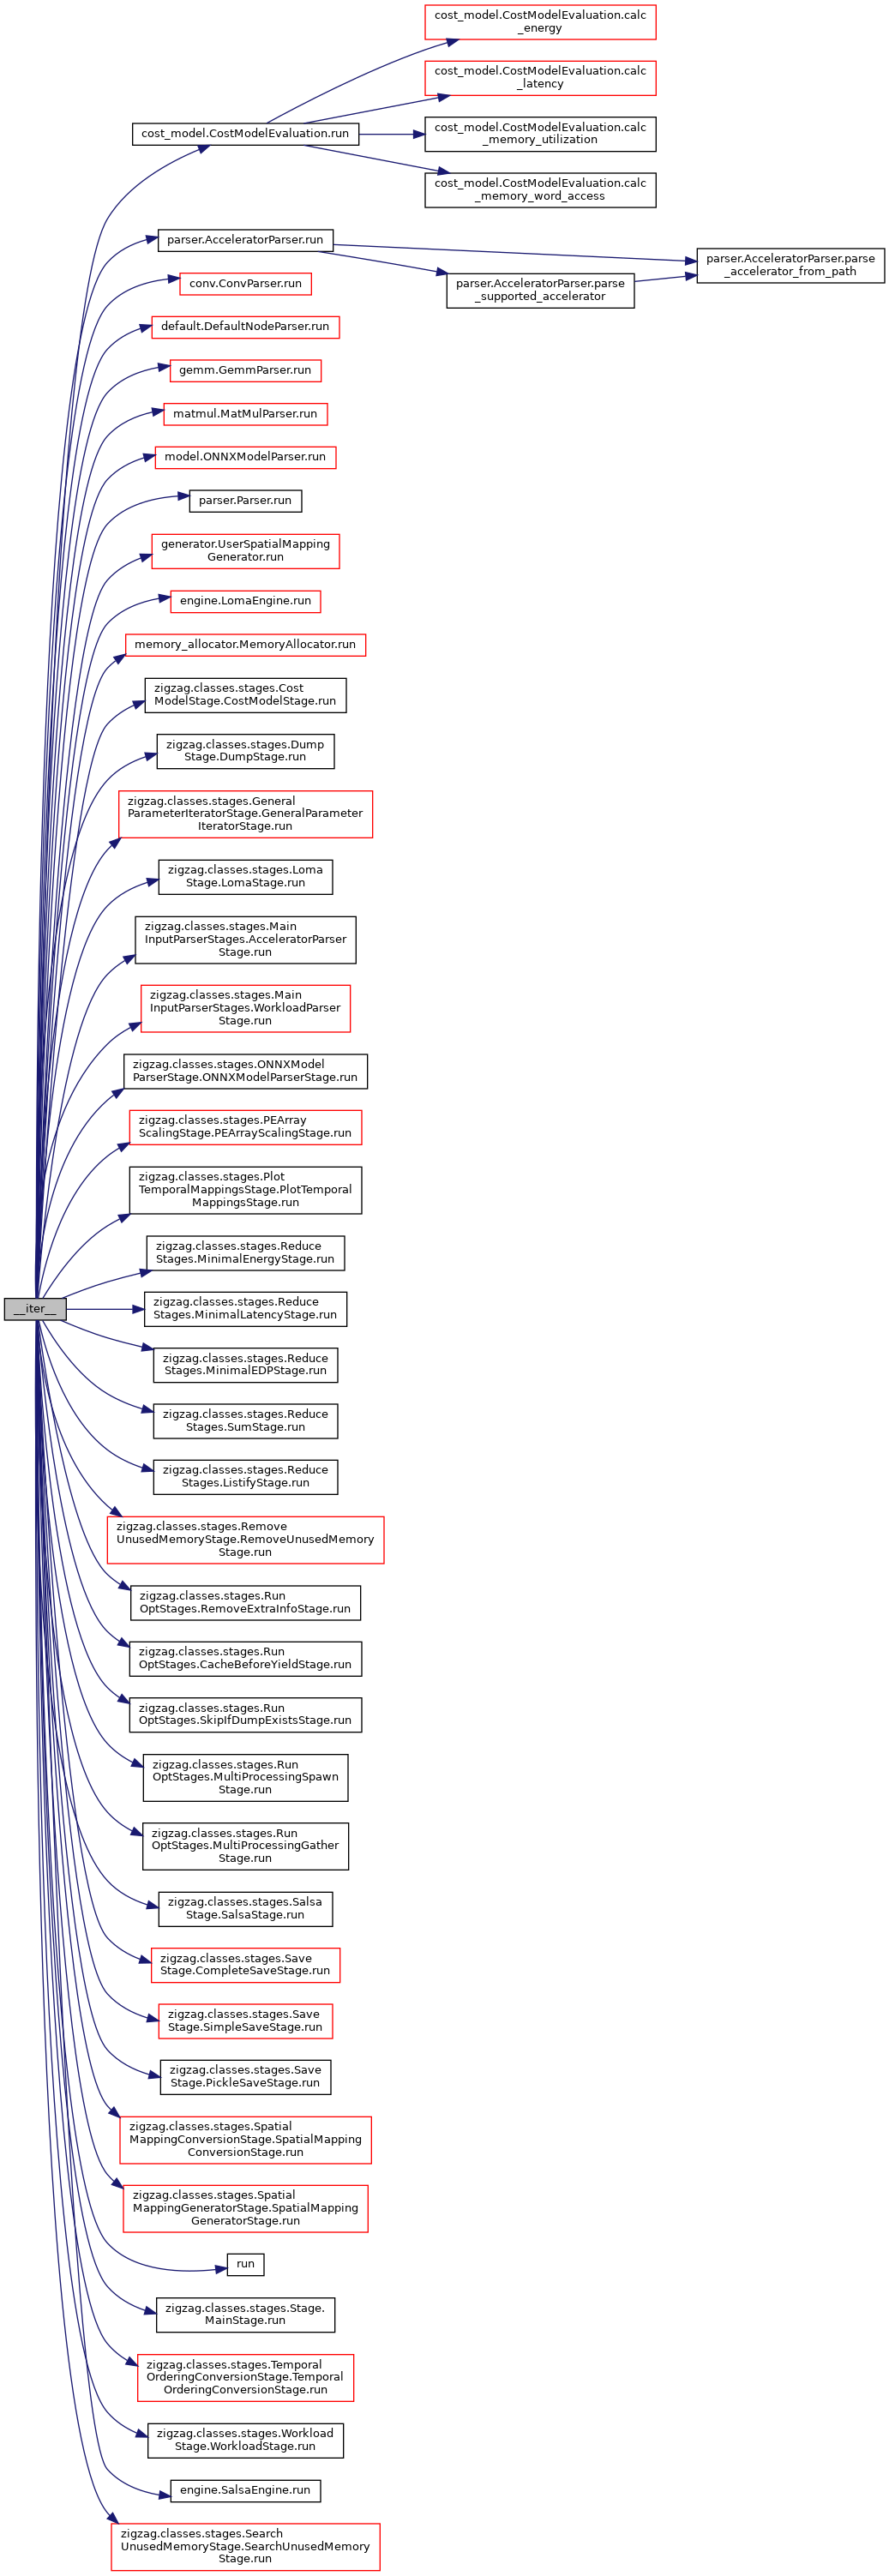 __iter__
cost_model.CostModelEvaluation.run
cost_model.CostModelEvaluation.calc
_energy
cost_model.CostModelEvaluation.calc
_latency
cost_model.CostModelEvaluation.calc
_memory_utilization
cost_model.CostModelEvaluation.calc
_memory_word_access
parser.AcceleratorParser.run
parser.AcceleratorParser.parse
_supported_accelerator
parser.AcceleratorParser.parse
_accelerator_from_path
conv.ConvParser.run
default.DefaultNodeParser.run
gemm.GemmParser.run
matmul.MatMulParser.run
model.ONNXModelParser.run
parser.Parser.run
generator.UserSpatialMapping
Generator.run
engine.LomaEngine.run
memory_allocator.MemoryAllocator.run
zigzag.classes.stages.Cost
ModelStage.CostModelStage.run
zigzag.classes.stages.Dump
Stage.DumpStage.run
zigzag.classes.stages.General
ParameterIteratorStage.GeneralParameter
IteratorStage.run
zigzag.classes.stages.Loma
Stage.LomaStage.run
zigzag.classes.stages.Main
InputParserStages.AcceleratorParser
Stage.run
zigzag.classes.stages.Main
InputParserStages.WorkloadParser
Stage.run
zigzag.classes.stages.ONNXModel
ParserStage.ONNXModelParserStage.run
zigzag.classes.stages.PEArray
ScalingStage.PEArrayScalingStage.run
zigzag.classes.stages.Plot
TemporalMappingsStage.PlotTemporal
MappingsStage.run
zigzag.classes.stages.Reduce
Stages.MinimalEnergyStage.run
zigzag.classes.stages.Reduce
Stages.MinimalLatencyStage.run
zigzag.classes.stages.Reduce
Stages.MinimalEDPStage.run
zigzag.classes.stages.Reduce
Stages.SumStage.run
zigzag.classes.stages.Reduce
Stages.ListifyStage.run
zigzag.classes.stages.Remove
UnusedMemoryStage.RemoveUnusedMemory
Stage.run
zigzag.classes.stages.Run
OptStages.RemoveExtraInfoStage.run
zigzag.classes.stages.Run
OptStages.CacheBeforeYieldStage.run
zigzag.classes.stages.Run
OptStages.SkipIfDumpExistsStage.run
zigzag.classes.stages.Run
OptStages.MultiProcessingSpawn
Stage.run
zigzag.classes.stages.Run
OptStages.MultiProcessingGather
Stage.run
zigzag.classes.stages.Salsa
Stage.SalsaStage.run
zigzag.classes.stages.Save
Stage.CompleteSaveStage.run
zigzag.classes.stages.Save
Stage.SimpleSaveStage.run
zigzag.classes.stages.Save
Stage.PickleSaveStage.run
zigzag.classes.stages.Spatial
MappingConversionStage.SpatialMapping
ConversionStage.run
zigzag.classes.stages.Spatial
MappingGeneratorStage.SpatialMapping
GeneratorStage.run
run
zigzag.classes.stages.Stage.
MainStage.run
zigzag.classes.stages.Temporal
OrderingConversionStage.Temporal
OrderingConversionStage.run
zigzag.classes.stages.Workload
Stage.WorkloadStage.run
engine.SalsaEngine.run
zigzag.classes.stages.Search
UnusedMemoryStage.SearchUnusedMemory
Stage.run